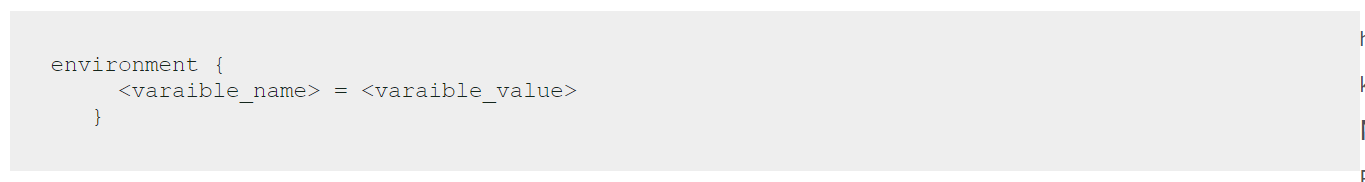 environment {
<varaible_name> = <varaible_value>
}